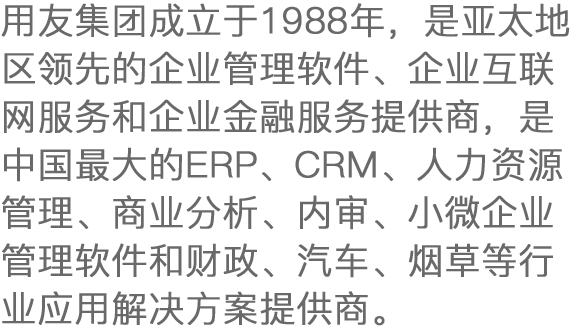 用友集团成立于1988年，是亚太地
区领先的企业管理软件、企业互联
网服务和企业金融服务提供商，是
中国最大的ERP、CRM、人力资源
管理、商业分析、内审、小微企业
管理软件和财政、汽车、烟草等行
业应用解决方案提供商。